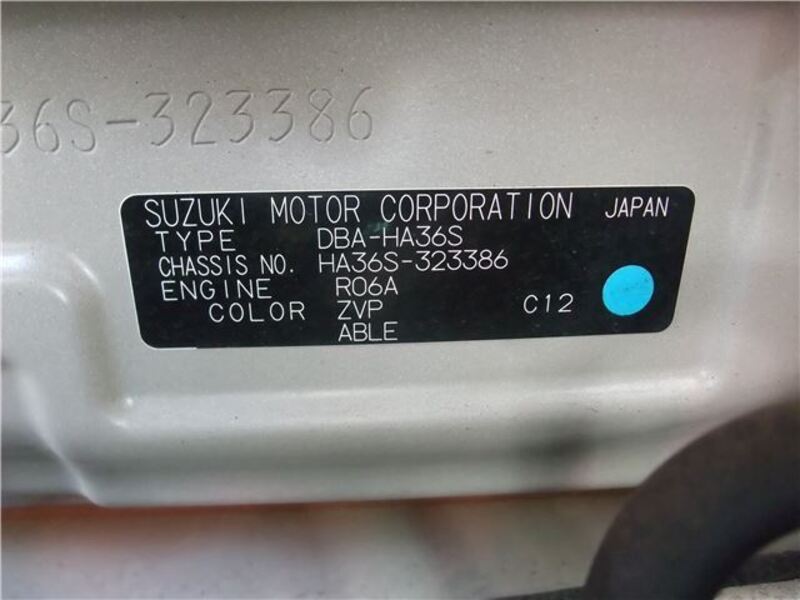 36S-323386
SUZUKI MOTOR CORPORATION JAPAN
TYPE DBA-HA36S
CHASSIS NO. HA36S-323386
ENGINE R06A
COLOR ZVP C12
ABLE